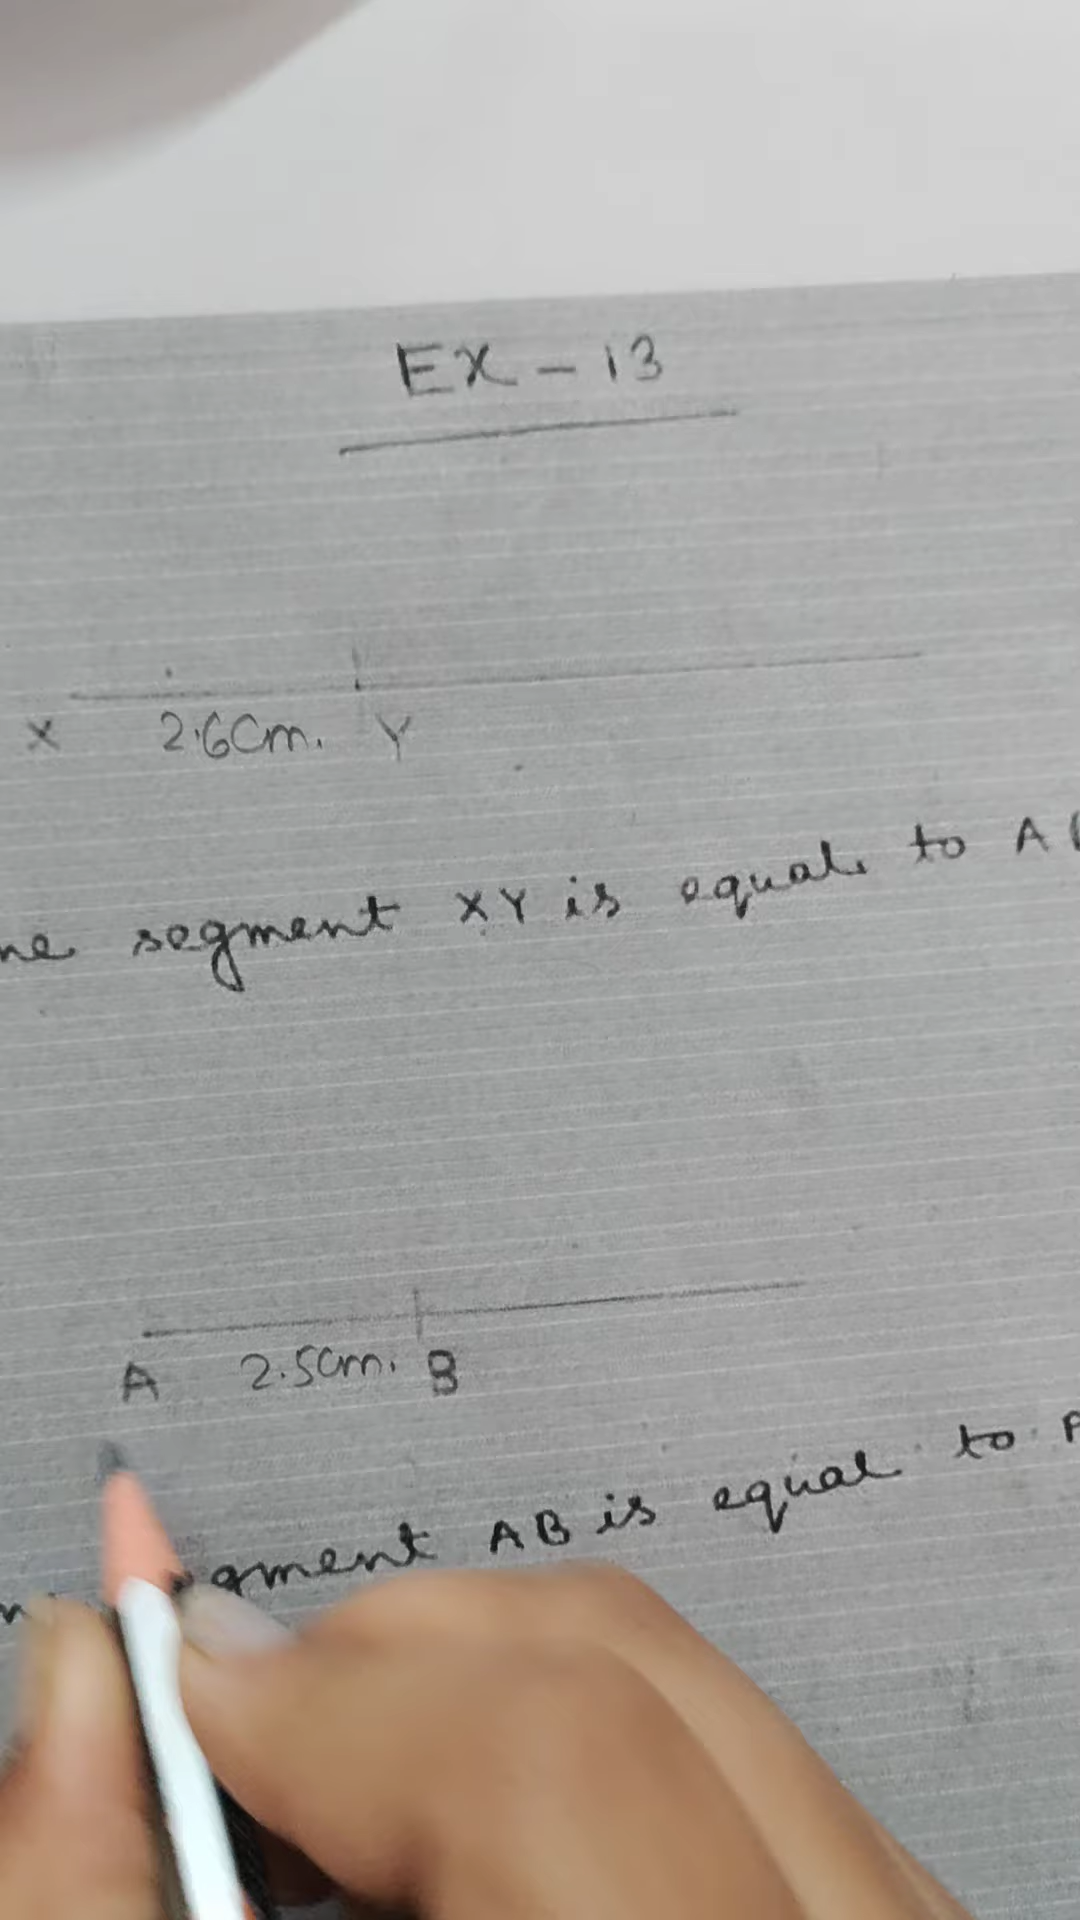 EX - 13
X 2.6Cm. Y
segment XY is equal to
A 2.5cm. B
AB is equal to